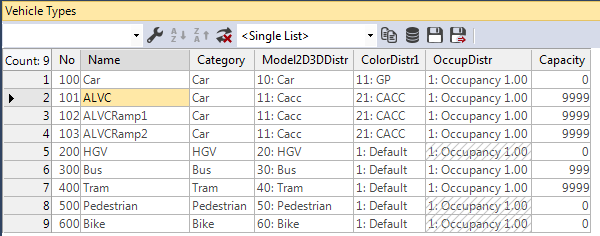 Vehicle Types
<Single List>
Count: 9 No Name Category Model2D3DDistr ColorDistr1 OccupDistr Capacity
1 100 Car Car 10: Car 11: GP 1: Occupancy 1.00 0
2 101 ALVC Car 11: Cacc 21: CACC 1: Occupancy 1.00 9999
3 102 ALVCRamp1 Car 11: Cacc 21: CACC 1: Occupancy 1.00 9999
4 103 ALVCRamp2 Car 11: Cacc 21: CACC 1: Occupancy 1.00 9999
5 200 HGV HGV 20: HGV 1: Default 1: Occupancy 1.00 0
6 300 Bus Bus 30: Bus 1: Default 1: Occupancy 1.00 999
7 400 Tram Tram 40: Tram 1: Default 1: Occupancy 1.00 9999
8 500 Pedestrian Pedestrian 50: Pedestrian 1: Default 1: Occupancy 1.00 0
9 600 Bike Bike 60: Bike 1: Default 1: Occupancy 1.00 0